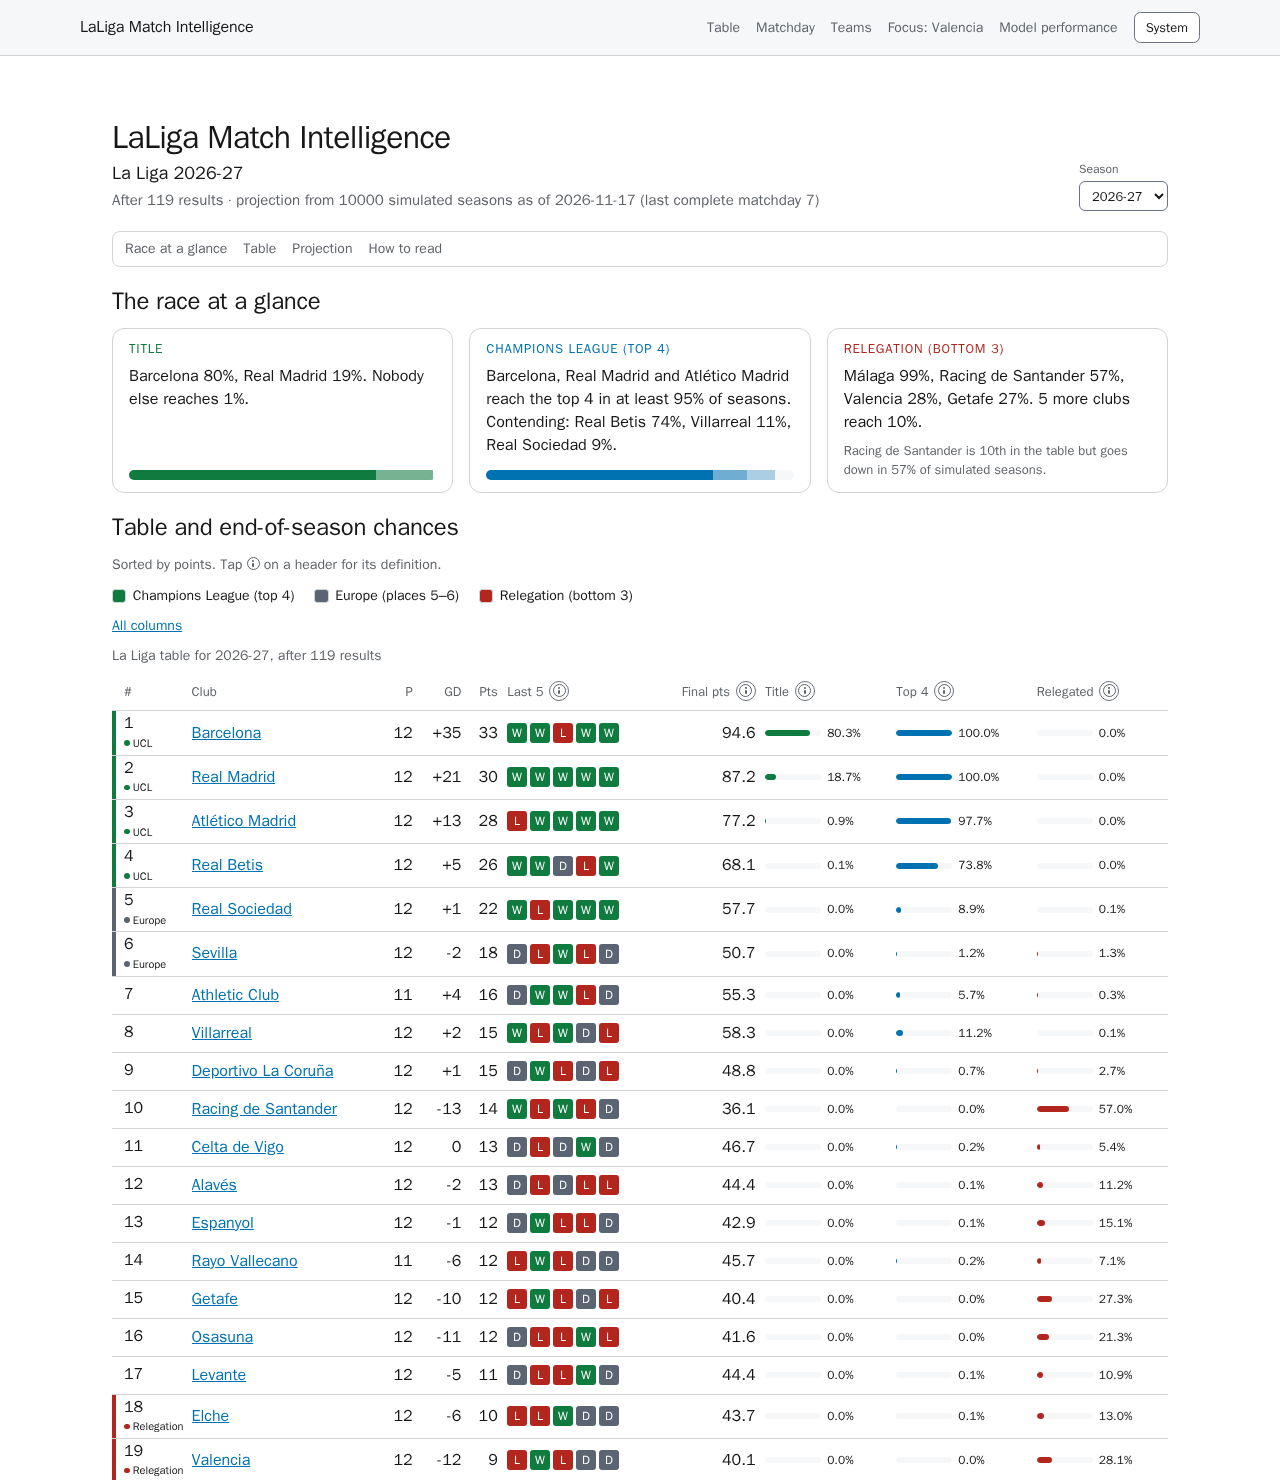 LaLiga Match Intelligence
Table Matchday Teams Focus: Valencia Model performance System
LaLiga Match Intelligence
La Liga 2026-27
After 119 results · projection from 10000 simulated seasons as of 2026-11-17 (last complete matchday 7)
Season
2026-27
Race at a glance Table Projection How to read
The race at a glance
TITLE
Barcelona 80%, Real Madrid 19%. Nobody
else reaches 1%.
CHAMPIONS LEAGUE (TOP 4)
Barcelona, Real Madrid and Atlético Madrid
reach the top 4 in at least 95% of seasons.
Contending: Real Betis 74%, Villarreal 11%,
Real Sociedad 9%.
RELEGATION (BOTTOM 3)
Málaga 99%, Racing de Santander 57%,
Valencia 28%, Getafe 27%. 5 more clubs
reach 10%.
Racing de Santander is 10th in the table but goes
down in 57% of simulated seasons.
Table and end-of-season chances
Sorted by points. Tap ⓘ on a header for its definition.
Champions League (top 4) Europe (places 5–6) Relegation (bottom 3)
All columns
La Liga table for 2026-27, after 119 results
# Club P GD Pts Last 5 ⓘ Final pts ⓘ Title ⓘ Top 4 ⓘ Relegated ⓘ
1 UCL Barcelona 12 +35 33 W W L W W 94.6 80.3% 100.0% 0.0%
2 UCL Real Madrid 12 +21 30 W W W W W 87.2 18.7% 100.0% 0.0%
3 UCL Atlético Madrid 12 +13 28 L W W W W 77.2 0.9% 97.7% 0.0%
4 UCL Real Betis 12 +5 26 W W D L W 68.1 0.1% 73.8% 0.0%
5 Europe Real Sociedad 12 +1 22 W L W W W 57.7 0.0% 8.9% 0.1%
6 Europe Sevilla 12 -2 18 D L W L D 50.7 0.0% 1.2% 1.3%
7 Athletic Club 11 +4 16 D W W L D 55.3 0.0% 5.7% 0.3%
8 Villarreal 12 +2 15 W L W D L 58.3 0.0% 11.2% 0.1%
9 Deportivo La Coruña 12 +1 15 D W L D L 48.8 0.0% 0.7% 2.7%
10 Racing de Santander 12 -13 14 W L W L D 36.1 0.0% 0.0% 57.0%
11 Celta de Vigo 12 0 13 D L D W D 46.7 0.0% 0.2% 5.4%
12 Alavés 12 -2 13 D L D L L 44.4 0.0% 0.1% 11.2%
13 Espanyol 12 -1 12 D W L L D 42.9 0.0% 0.1% 15.1%
14 Rayo Vallecano 11 -6 12 L W L D D 45.7 0.0% 0.2% 7.1%
15 Getafe 12 -10 12 L W L D L 40.4 0.0% 0.0% 27.3%
16 Osasuna 12 -11 12 D L L W L 41.6 0.0% 0.0% 21.3%
17 Levante 12 -5 11 D L L W D 44.4 0.0% 0.1% 10.9%
18 Relegation Elche 12 -6 10 L L W D D 43.7 0.0% 0.1% 13.0%
19 Relegation Valencia 12 -12 9 L W L D D 40.1 0.0% 0.0% 28.1%